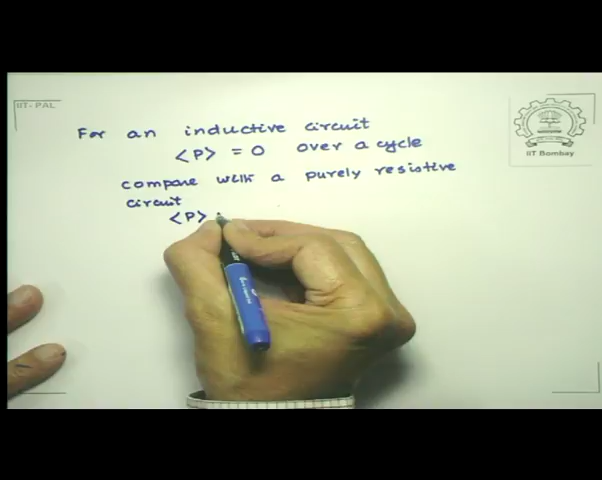 IIT-PAL
For an inductive circuit
<P> = 0 over a cycle
compare with a purely resistive
circuit
<P>
IIT Bombay